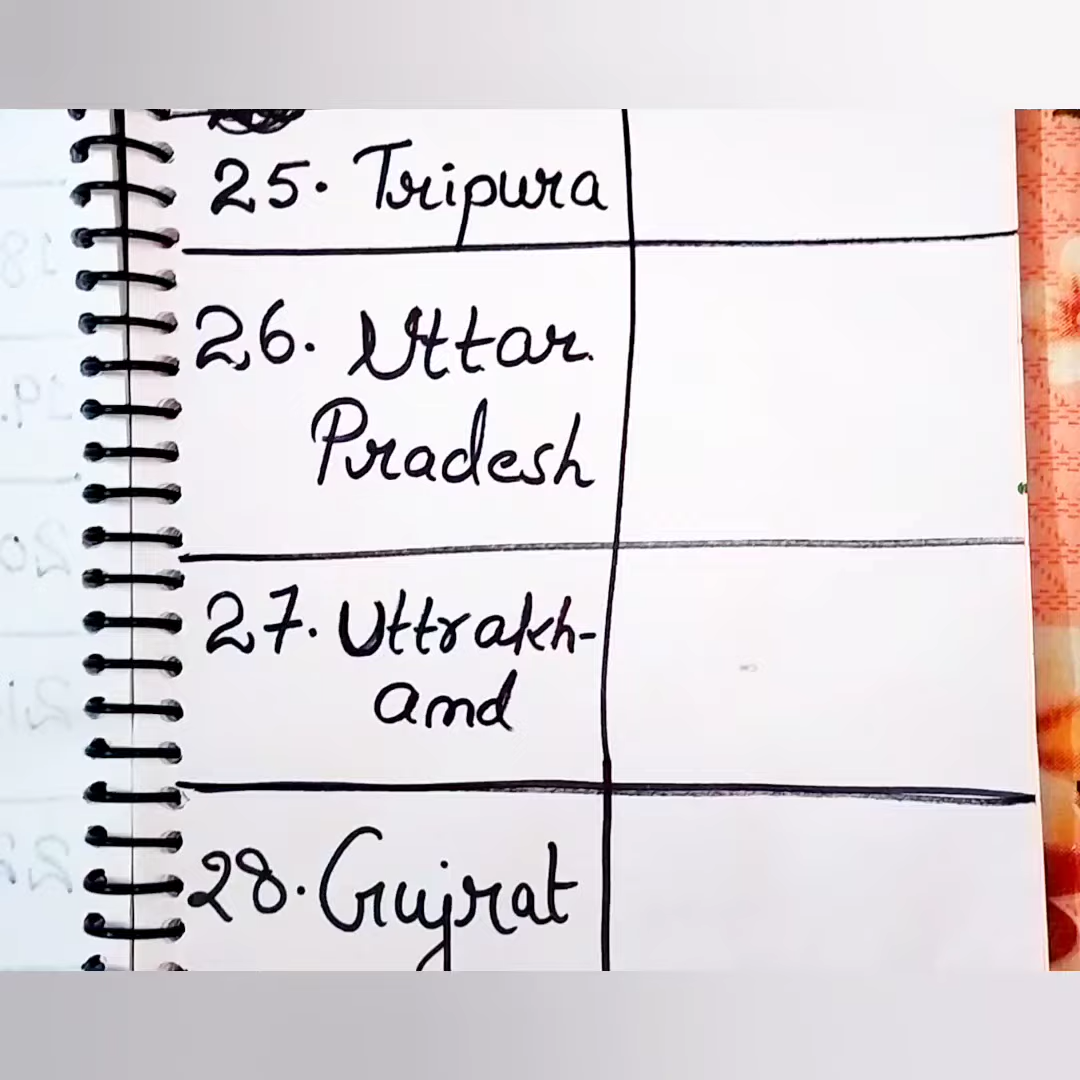 25. Tripura
26. Uttar
Pradesh
27. Uttrakh-
and
28. Gujrat